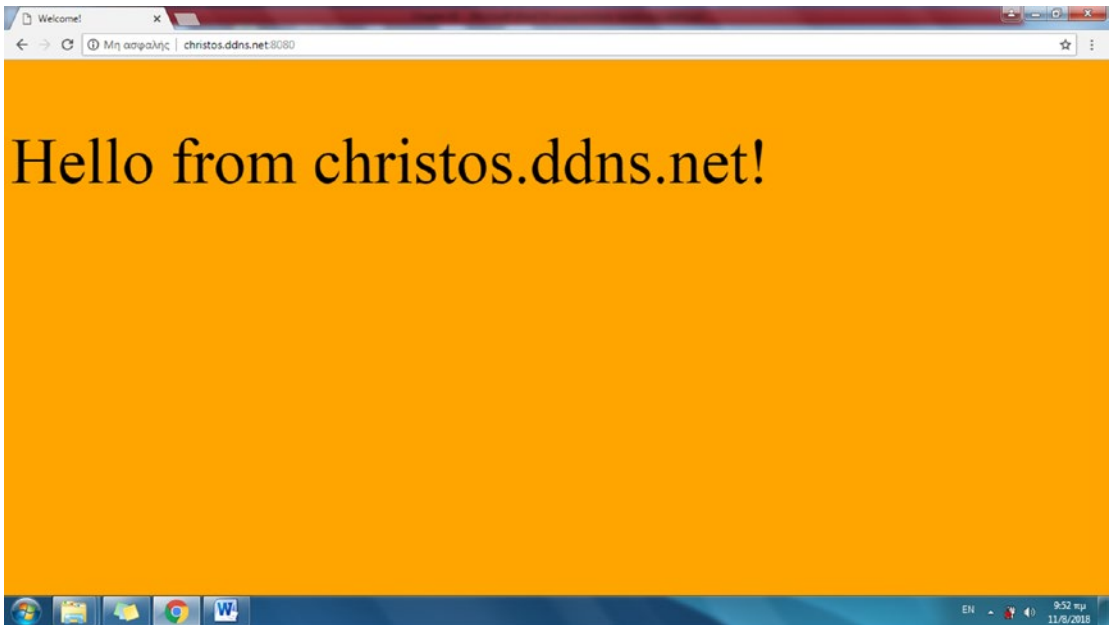 Welcome!
Μη ασφαλής | christos.ddns.net:8080
Hello from christos.ddns.net!
EN
9:52 πμ
11/8/2018